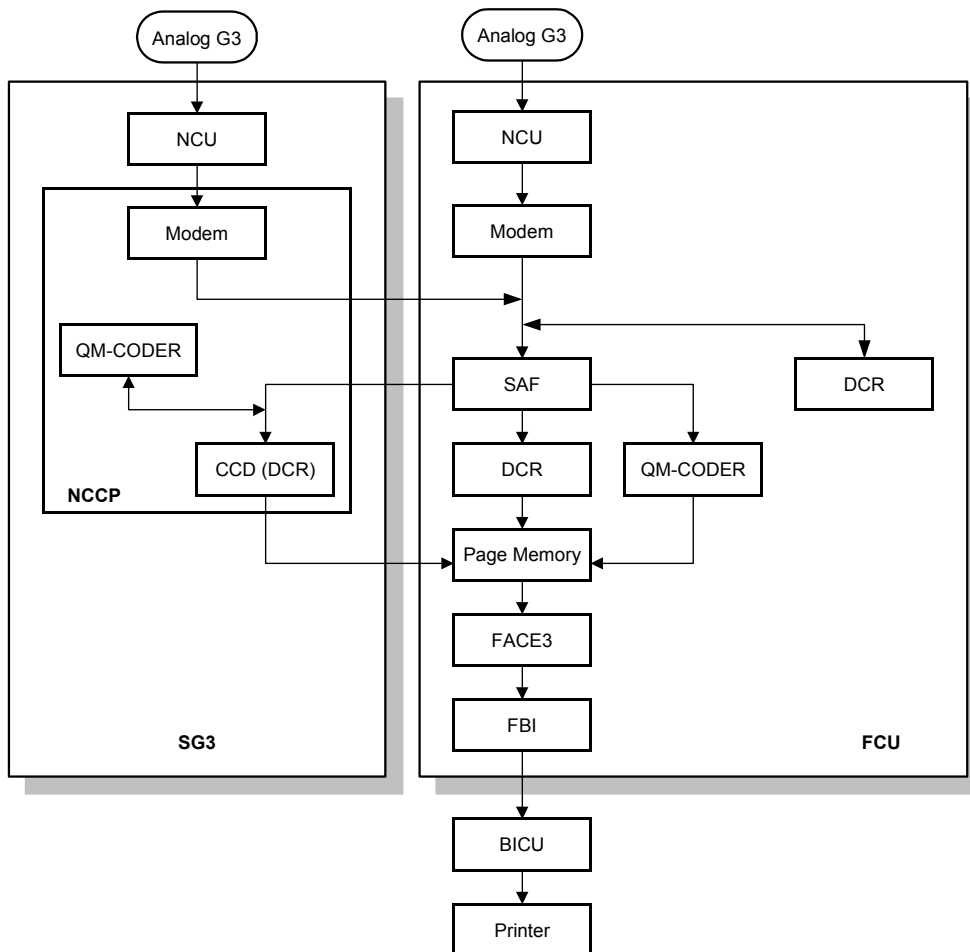 Analog G3
Analog G3
NCU
NCU
Modem
Modem
QM-CODER
SAF
DCR
CCD (DCR)
DCR
QM-CODER
NCCP
Page Memory
FACE3
FBI
SG3
FCU
BICU
Printer